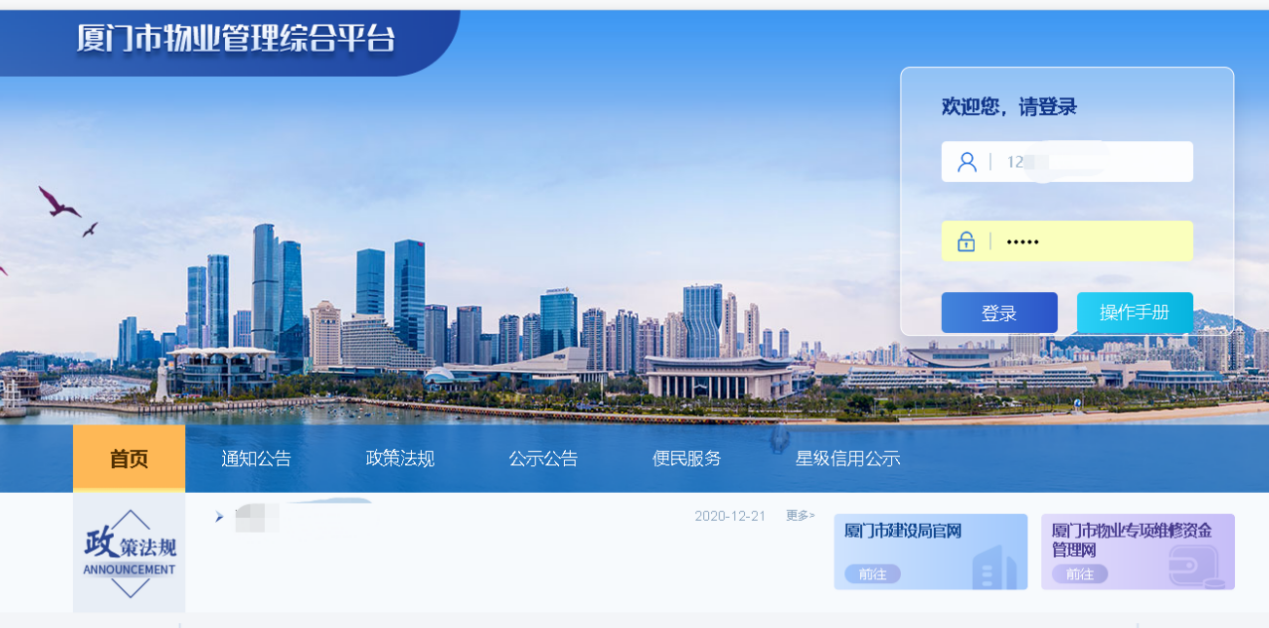 厦门市物业管理综合平台
欢迎您，请登录
12
•••••
登录
操作手册
首页
通知公告
政策法规
公示公告
便民服务
星级信用公示
政策法规
ANNOUNCEMENT
2020-12-21
更多>
厦门市建设局官网
前往
厦门市物业专项维修资金
管理网
前往